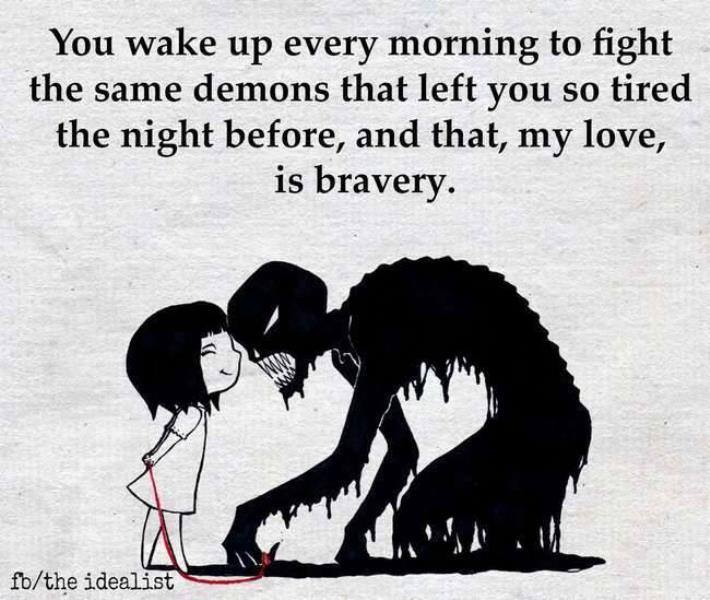 You wake up every morning to fight
the same demons that left you so tired
the night before, and that, my love,
is bravery.
fb/the idealist